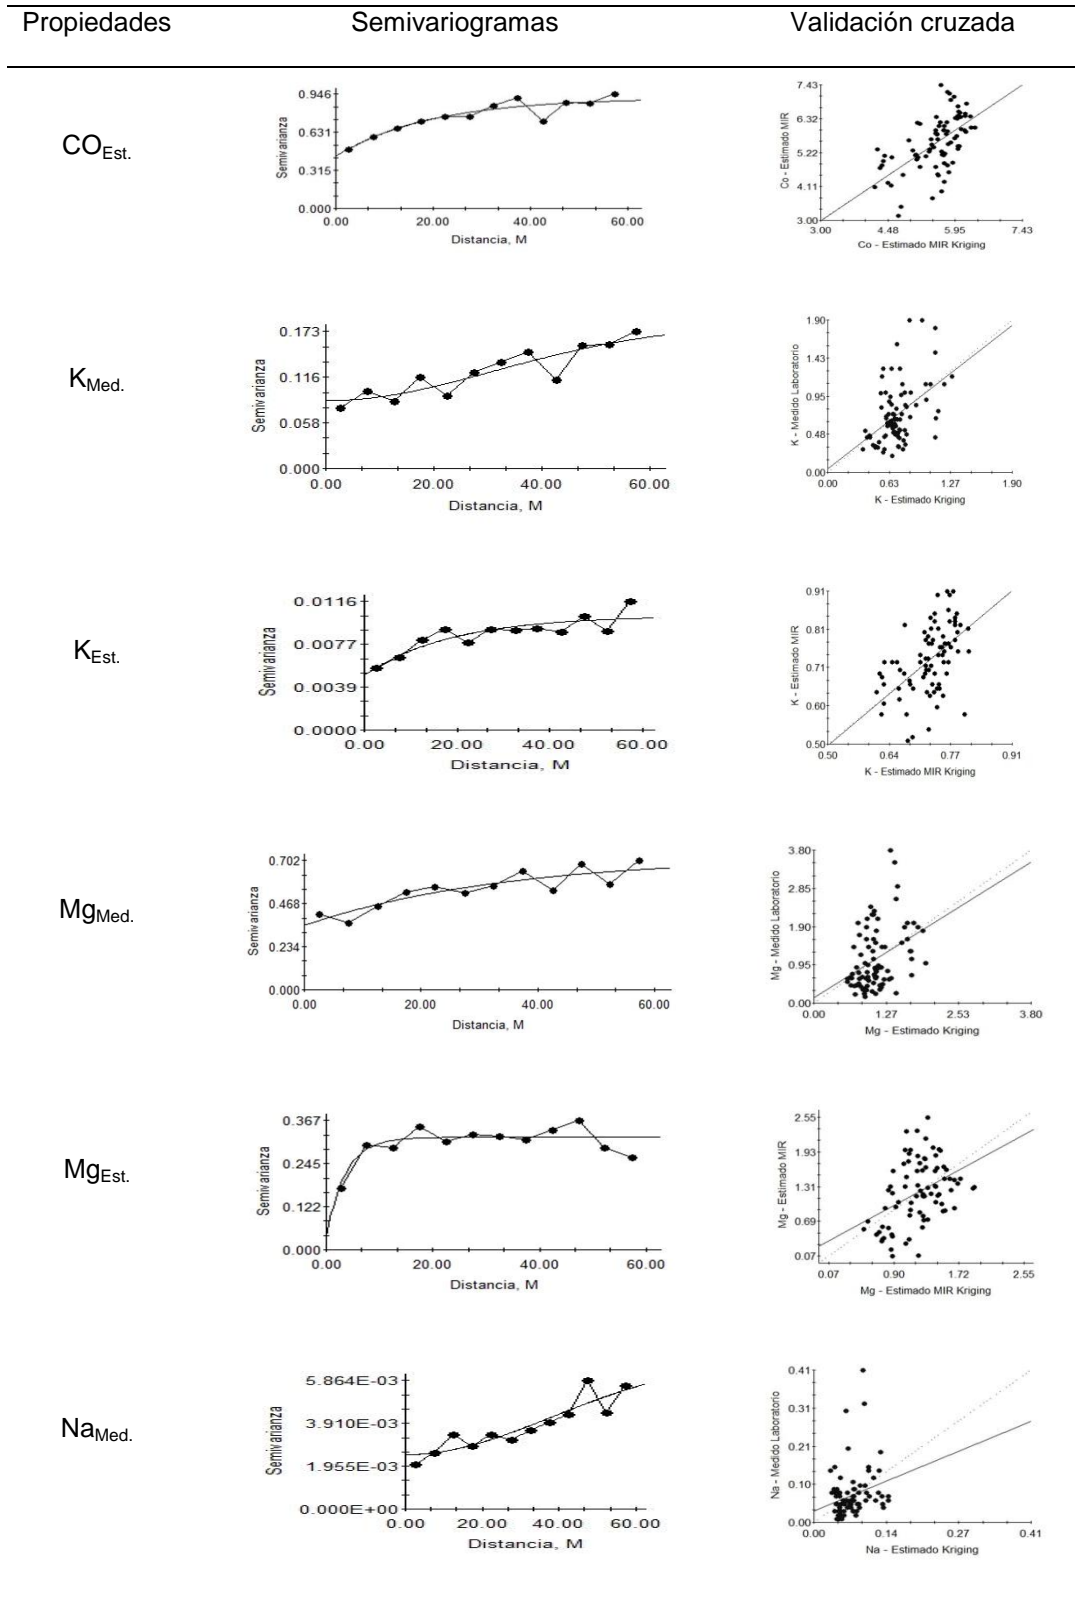 Propiedades Semivariogramas Validación cruzada
CO Est.
0.946
0.631
0.315
0.000
Semivarianza
0.00 20.00 40.00 60.00
Distancia, M
7.43
6.32
5.22
4.11
3.00
Co - Estimado MIR
3.00 4.48 5.95 7.43
Co - Estimado MIR Kriging
K Med.
0.173
0.116
0.058
0.000
Semivarianza
0.00 20.00 40.00 60.00
Distancia, M
1.90
1.43
0.95
0.48
0.00
K - Medido Laboratorio
0.00 0.63 1.27 1.90
K - Estimado Kriging
K Est.
0.0116
0.0077
0.0039
0.0000
Semivarianza
0.00 20.00 40.00 60.00
Distancia, M
0.91
0.81
0.71
0.60
0.50
K - Estimado MIR
0.50 0.64 0.77 0.91
K - Estimado MIR Kriging
Mg Med.
0.702
0.468
0.234
0.000
Semivarianza
0.00 20.00 40.00 60.00
Distancia, M
3.80
2.85
1.90
0.95
0.00
Mg - Medido Laboratorio
0.00 1.27 2.53 3.80
Mg - Estimado Kriging
Mg Est.
0.367
0.245
0.122
0.000
Semivarianza
0.00 20.00 40.00 60.00
Distancia, M
2.55
1.93
1.31
0.69
0.07
Mg - Estimado MIR
0.07 0.90 1.72 2.55
Mg - Estimado MIR Kriging
Na Med.
5.864E-03
3.910E-03
1.955E-03
0.000E+00
Semivarianza
0.00 20.00 40.00 60.00
Distancia, M
0.41
0.31
0.21
0.10
0.00
Na - Medido Laboratorio
0.00 0.14 0.27 0.41
Na - Estimado Kriging